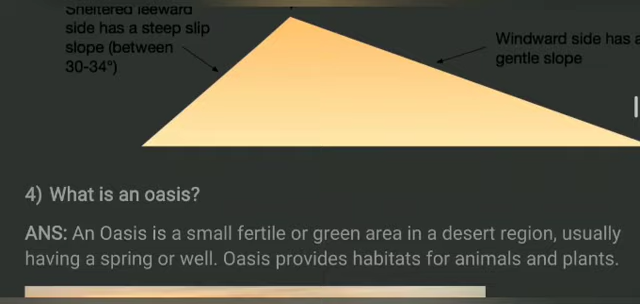 Sheltered leeward
side has a steep slip
slope (between
30-34°)
Windward side has a
gentle slope
4) What is an oasis?
ANS: An Oasis is a small fertile or green area in a desert region, usually
having a spring or well. Oasis provides habitats for animals and plants.